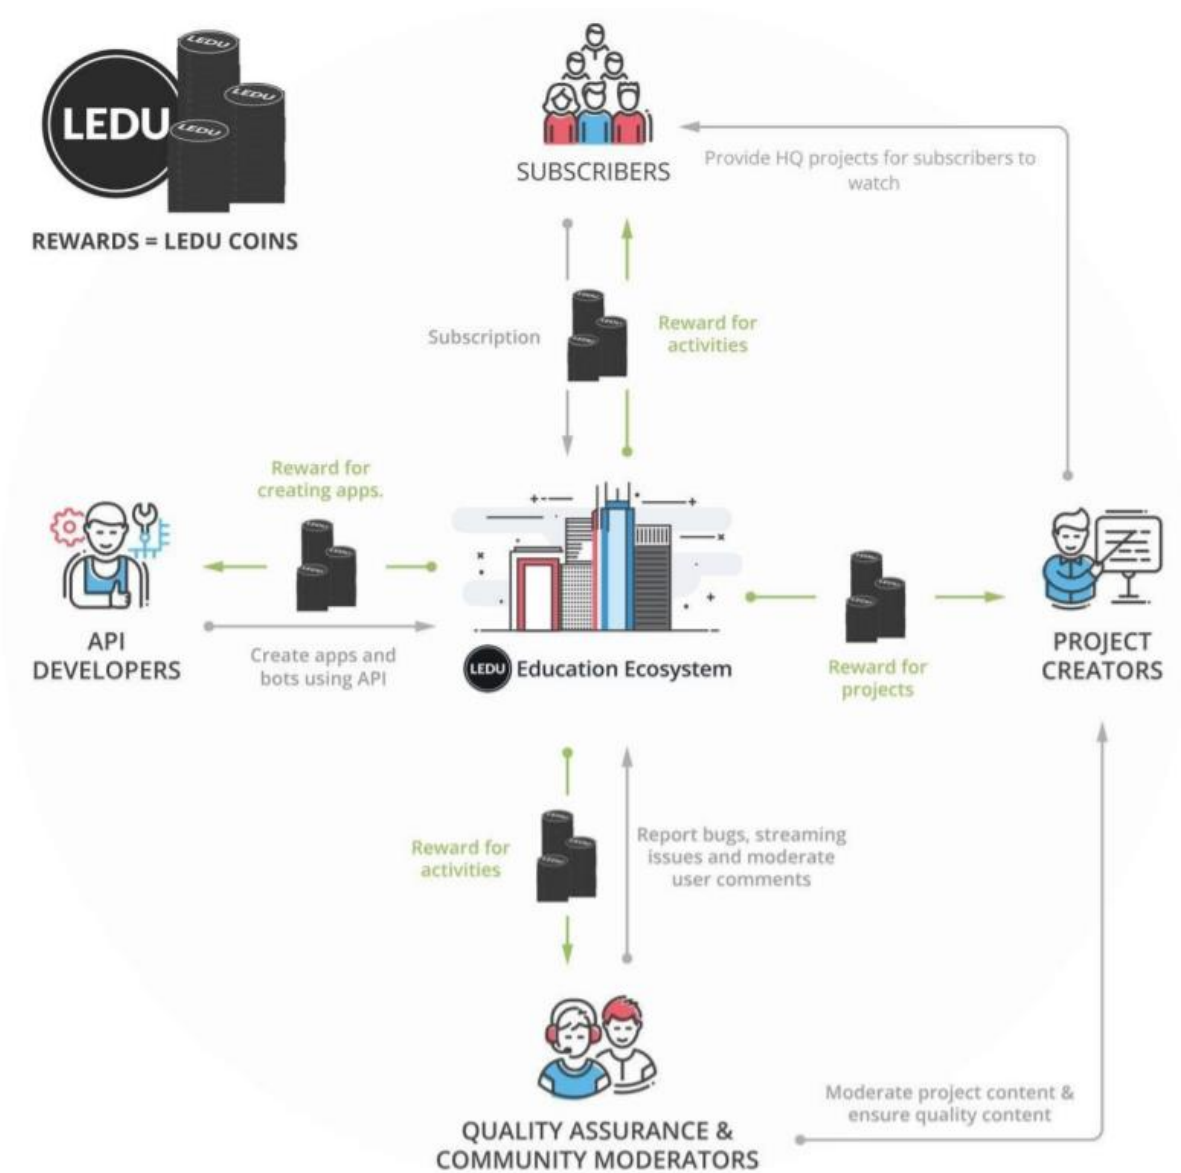 LEDU
LEDU
LEDU
LEDU
REWARDS = LEDU COINS
SUBSCRIBERS
Provide HQ projects for subscribers to
watch
Subscription
Reward for
activities
Reward for
creating apps.
API
DEVELOPERS
Create apps and
bots using API
LEDU
Education Ecosystem
Reward for
projects
PROJECT
CREATORS
Reward for
activities
Report bugs, streaming
issues and moderate
user comments
QUALITY ASSURANCE &
COMMUNITY MODERATORS
Moderate project content &
ensure quality content